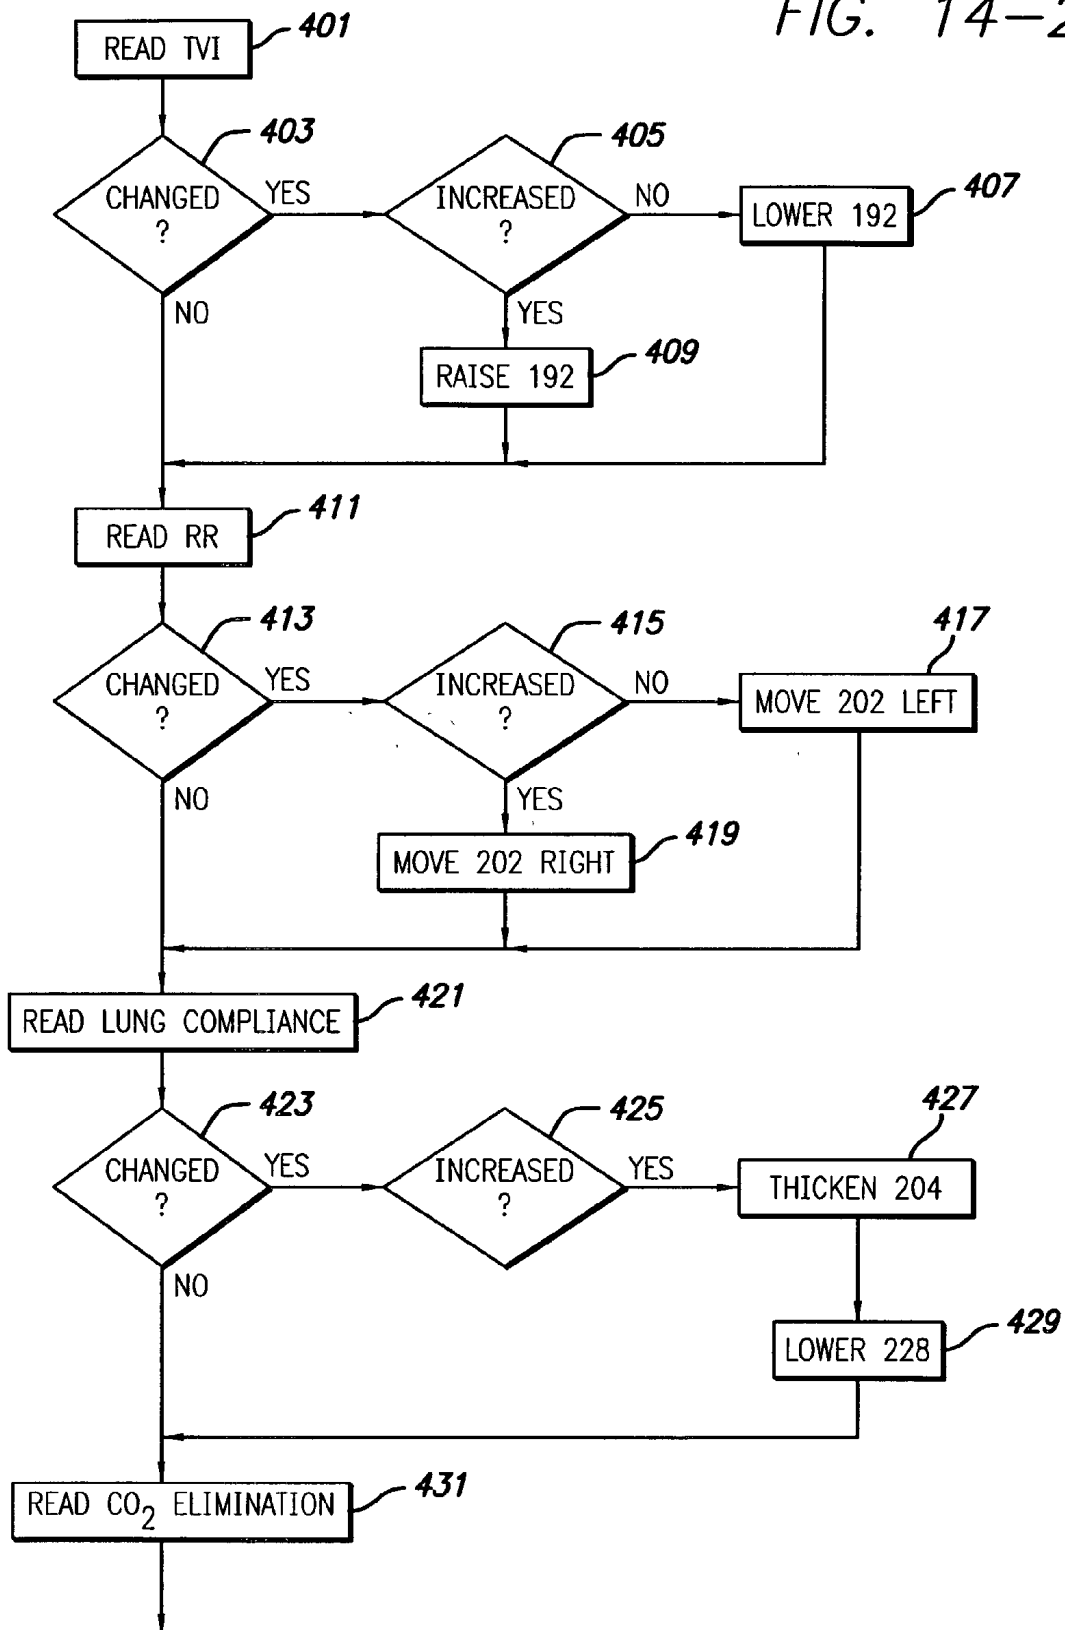 FIG. 14-2
READ TVI
401
CHANGED
?
403
YES
NO
INCREASED
?
405
NO
YES
LOWER 192
407
RAISE 192
409
READ RR
411
CHANGED
?
413
YES
NO
INCREASED
?
415
NO
YES
MOVE 202 LEFT
417
MOVE 202 RIGHT
419
READ LUNG COMPLIANCE
421
CHANGED
?
423
YES
NO
INCREASED
?
425
YES
THICKEN 204
427
LOWER 228
429
READ CO2 ELIMINATION
431